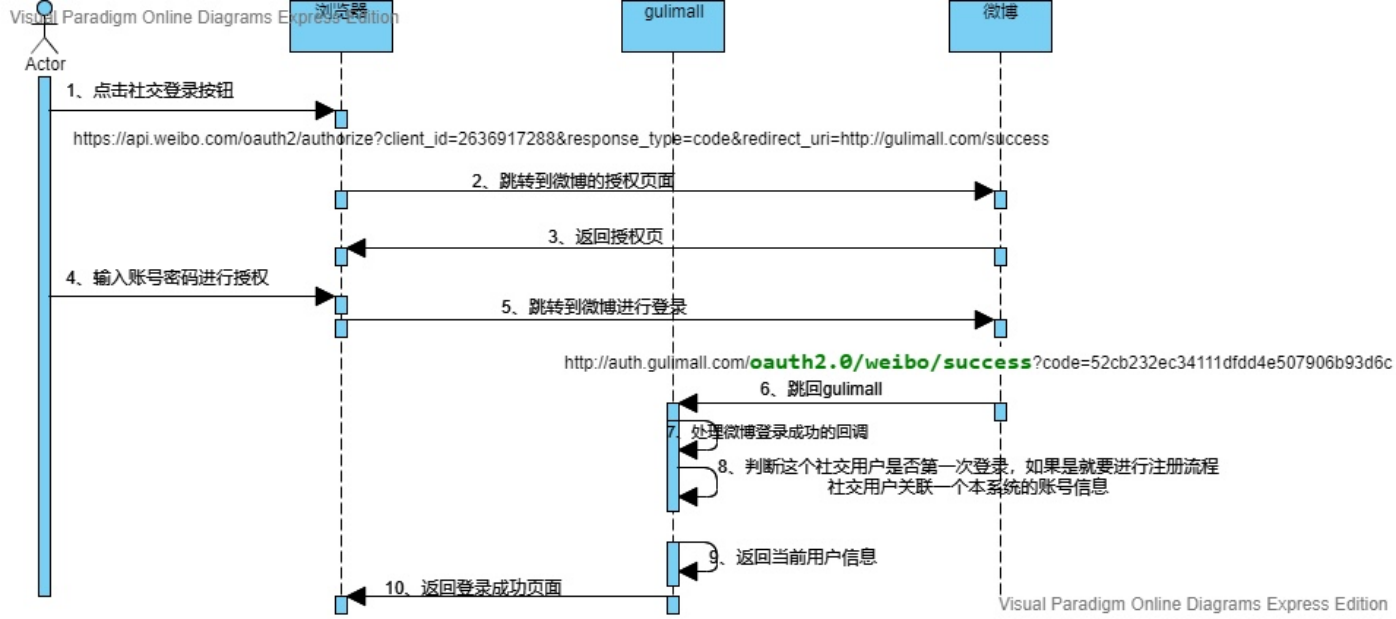 Visual Paradigm Online Diagrams Express Edition
浏览器
gulimall
微博
Actor
1、点击社交登录按钮
https://api.weibo.com/oauth2/authorize?client_id=2636917288&response_type=code&redirect_uri=http://gulimall.com/success
2、跳转到微博的授权页面
3、返回授权页
4、输入账号密码进行授权
5、跳转到微博进行登录
http://auth.gulimall.com/oauth2.0/weibo/success?code=52cb232ec34111dfdd4e507906b93d6c
6、跳回gulimall
7、处理微博登录成功的回调
8、判断这个社交用户是否第一次登录，如果是就要进行注册流程
社交用户关联一个本系统的账号信息
9、返回当前用户信息
10、返回登录成功页面
Visual Paradigm Online Diagrams Express Edition